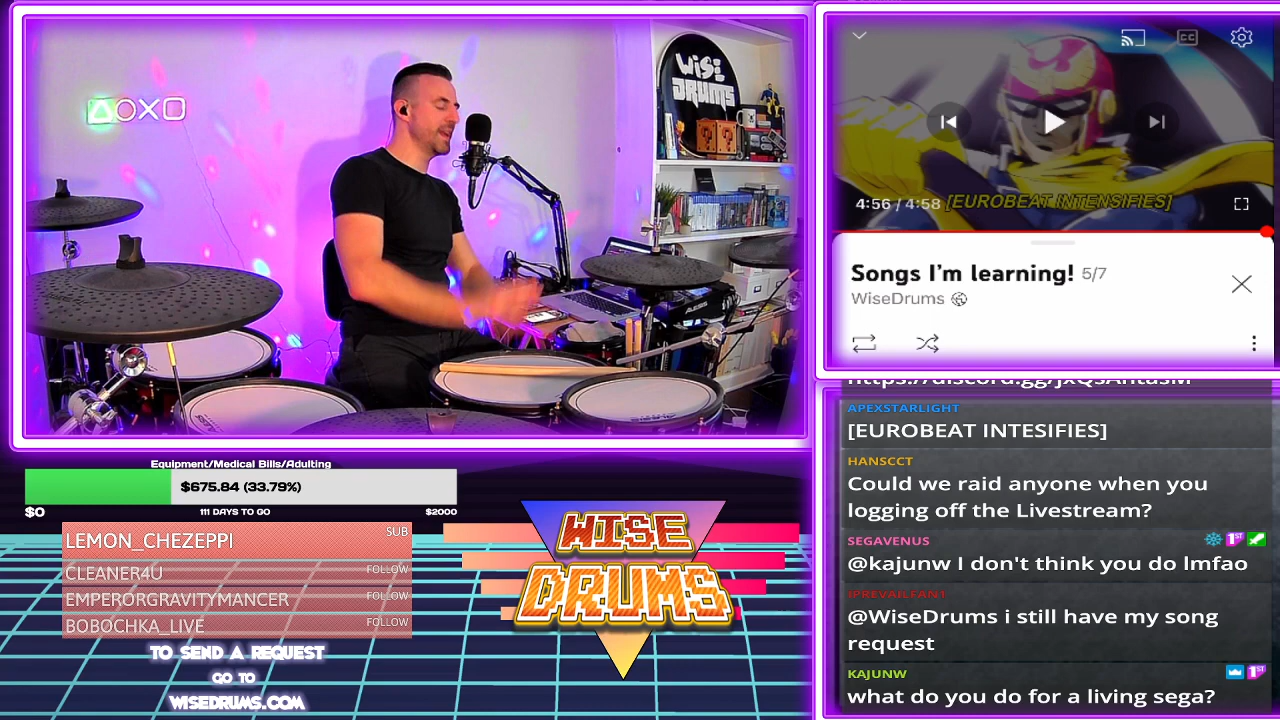 WiSE
DRUMS
CC
4:56 / 4:58
[EUROBEAT INTENSIFIES]
Songs I'm learning! 5/7
WiseDrums
APEXSTARLIGHT
[EUROBEAT INTESIFIES]
HANSCCT
Could we raid anyone when you
logging off the Livestream?
SEGAVENUS 1ST
@kajunw I don't think you do lmfao
IPREVAILFAN1
@WiseDrums i still have my song
request
KAJUNW 1ST
what do you do for a living sega?
Equipment/Medical Bills/Adulting
$675.84 (33.79%)
$0 111 DAYS TO GO $2000
LEMON_CHEZEPPI SUB
CLEANER4U FOLLOW
EMPERORGRAVITYMANCER FOLLOW
BOBOCHKA_LIVE FOLLOW
TO SEND A REQUEST
GO TO
WISEDRUMS.COM
WISE
DRUMS